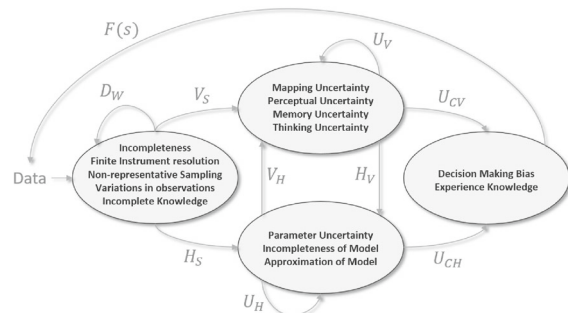 F(s)
U_V
D_W
V_S
Mapping Uncertainty
Perceptual Uncertainty
Memory Uncertainty
Thinking Uncertainty
U_CV
Incompleteness
Finite Instrument resolution
Non-representative Sampling
Variations in observations
Incomplete Knowledge
Data
V_H
H_V
Decision Making Bias
Experience Knowledge
H_S
Parameter Uncertainty
Incompleteness of Model
Approximation of Model
U_CH
U_H